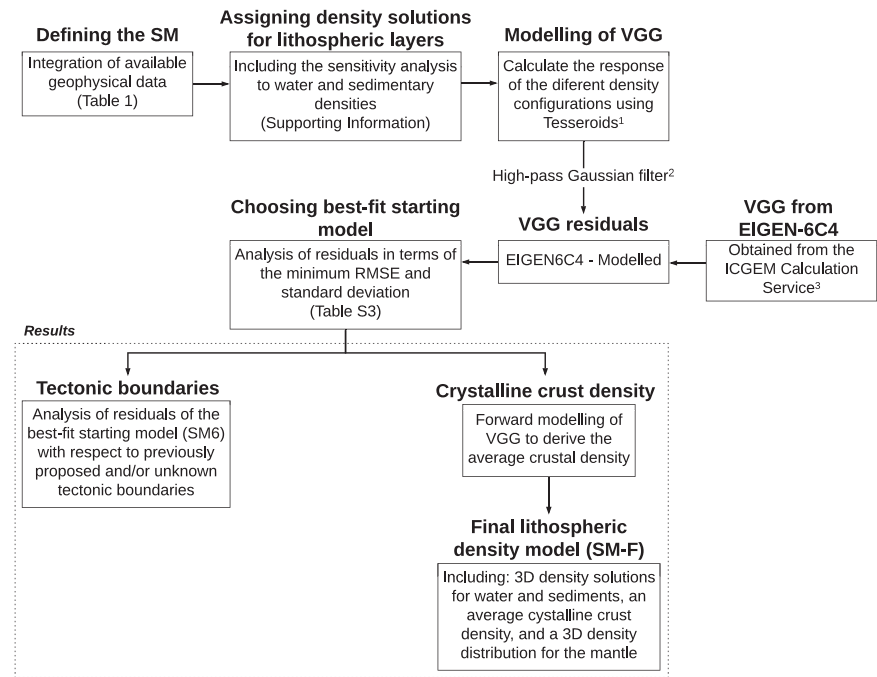 Defining the SM
Integration of available
geophysical data
(Table 1)
Assigning density solutions
for lithospheric layers
Including the sensitivity analysis
to water and sedimentary
densities
(Supporting Information)
Modelling of VGG
Calculate the response
of the diferent density
configurations using
Tesseroids¹
High-pass Gaussian filter²
VGG from
EIGEN-6C4
Obtained from the
ICGEM Calculation
Service³
VGG residuals
EIGEN6C4 - Modelled
Choosing best-fit starting
model
Analysis of residuals in terms
of the minimum RMSE and
standard deviation
(Table S3)
Results
Tectonic boundaries
Analysis of residuals of the
best-fit starting model (SM6)
with respect to previously
proposed and/or unknown
tectonic boundaries
Crystalline crust density
Forward modelling of
VGG to derive the
average crustal density
Final lithospheric
density model (SM-F)
Including: 3D density solutions
for water and sediments, an
average cystalline crust
density, and a 3D density
distribution for the mantle